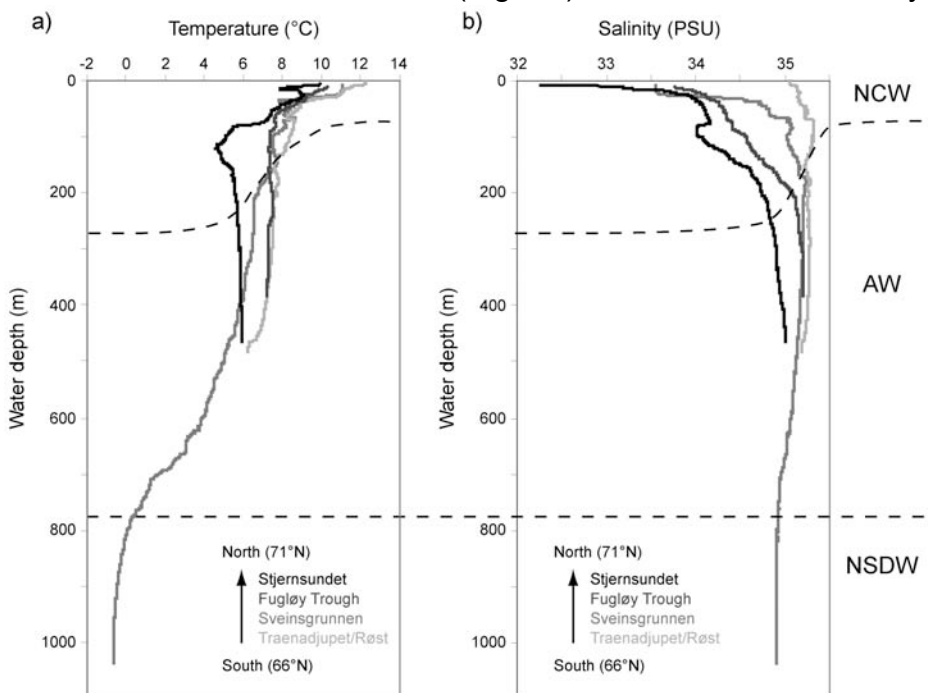 a)
Temperature (°C)
-2 0 2 4 6 8 10 12 14
0
200
400
600
800
1000
Water depth (m)
North (71°N)
Stjernsundet
Fugløy Trough
Sveinsgrunnen
Traenadjupet/Røst
South (66°N)
b)
Salinity (PSU)
32 33 34 35
0
200
400
600
800
1000
Water depth (m)
North (71°N)
Stjernsundet
Fugløy Trough
Sveinsgrunnen
Traenadjupet/Røst
South (66°N)
NCW
AW
NSDW